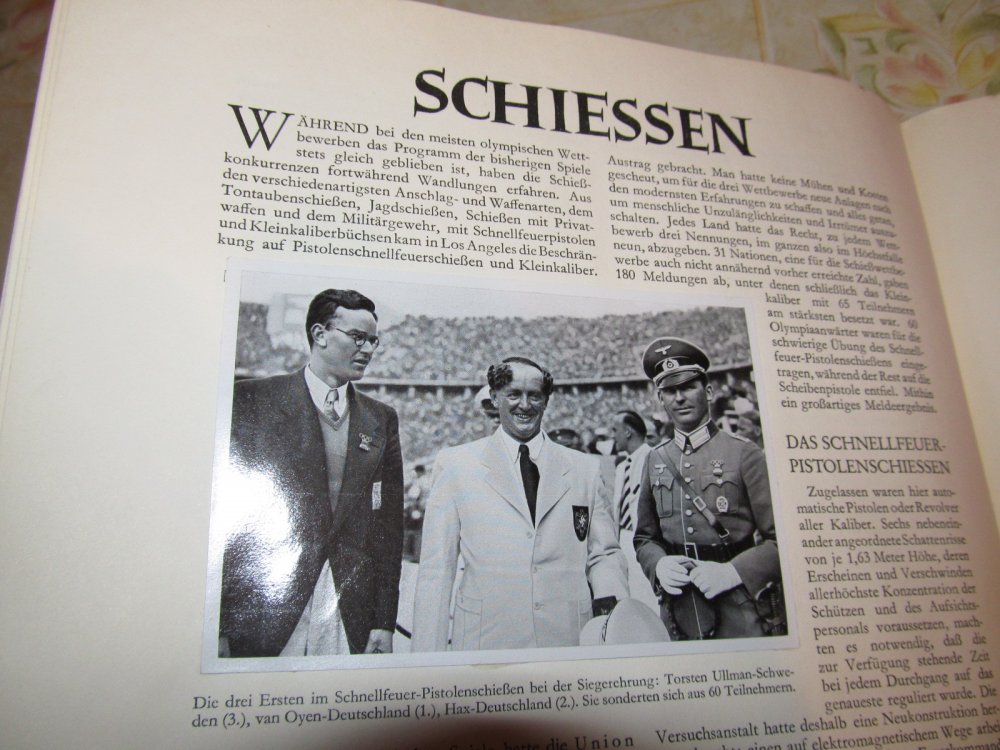 SCHIESSEN
WÄHREND bei den meisten olympischen Wett-
bewerben das Programm der bisherigen Spiele
stets gleich geblieben ist, haben die Schieß-
konkurrenzen fortwährend Wandlungen erfahren. Aus
den verschiedenartigsten Anschlag- und Waffenarten, dem
Tontaubenschießen, Jagdschießen, Schießen mit Privat-
waffen und dem Militärgewehr, mit Schnellfeuerpistolen
und Kleinkaliberbüchsen kam in Los Angeles die Beschrän-
kung auf Pistolenschnellfeuerschießen und Kleinkaliber.
Die drei Ersten im Schnellfeuer-Pistolenschießen bei der Siegerehrung: Torsten Ullman-Schwe-
den (3.), van Oyen-Deutschland (1.), Hax-Deutschland (2.). Sie sonderten sich aus 60 Teilnehmern.
hatte die Union
Austrag gebracht. Man hatte keine Mühen und Kosten
gescheut, um für die drei Wettbewerbe neue Anlagen nach
den modernsten Erfahrungen zu schaffen und alles getan,
um menschliche Unzulänglichkeiten und Irrtümer auszu-
schalten. Jedes Land hatte das Recht, zu jedem Wett-
bewerb drei Nennungen, im ganzen also im Höchstfalle
neun, abzugeben. 31 Nationen, eine für die Schießwettbe-
werbe auch nicht annähernd vorher erreichte Zahl, gaben
180 Meldungen ab, unter denen schließlich das Klein-
kaliber mit 65 Teilnehmern
am stärksten besetzt war. 60
Olympiaanwärter waren für die
schwierige Übung des Schnell-
feuer-Pistolenschießens einge-
tragen, während der Rest auf die
Scheibenpistole entfiel. Mithin
ein großartiges Meldeergebnis.
DAS SCHNELLFEUER-
PISTOLENSCHIESSEN
Zugelassen waren hier auto-
matische Pistolen oder Revolver
aller Kaliber. Sechs nebenein-
ander angeordnete Schattenrisse
von je 1,63 Meter Höhe, deren
Erscheinen und Verschwinden
allerhöchste Konzentration der
Schützen und des Aufsichts-
personals voraussetzen, mach-
ten es notwendig, daß die
zur Verfügung stehende Zeit
bei jedem Durchgang auf das
genaueste reguliert wurde. Die
Versuchsanstalt hatte deshalb eine Neukonstruktion her-
einen auf elektromagnetischem Wege